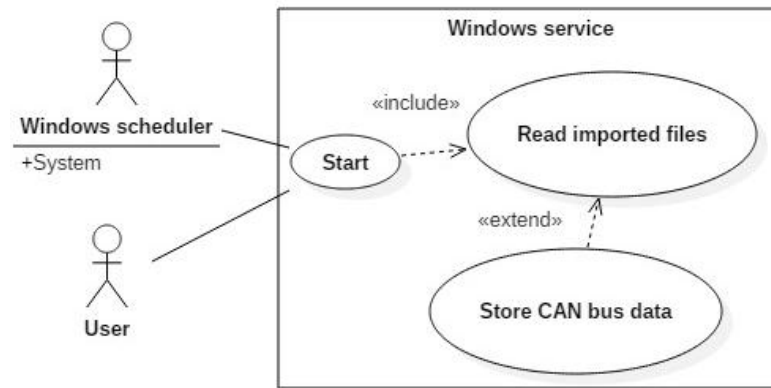 Windows service
«include»
Windows scheduler
Read imported files
+System
Start
«extend»
User
Store CAN bus data